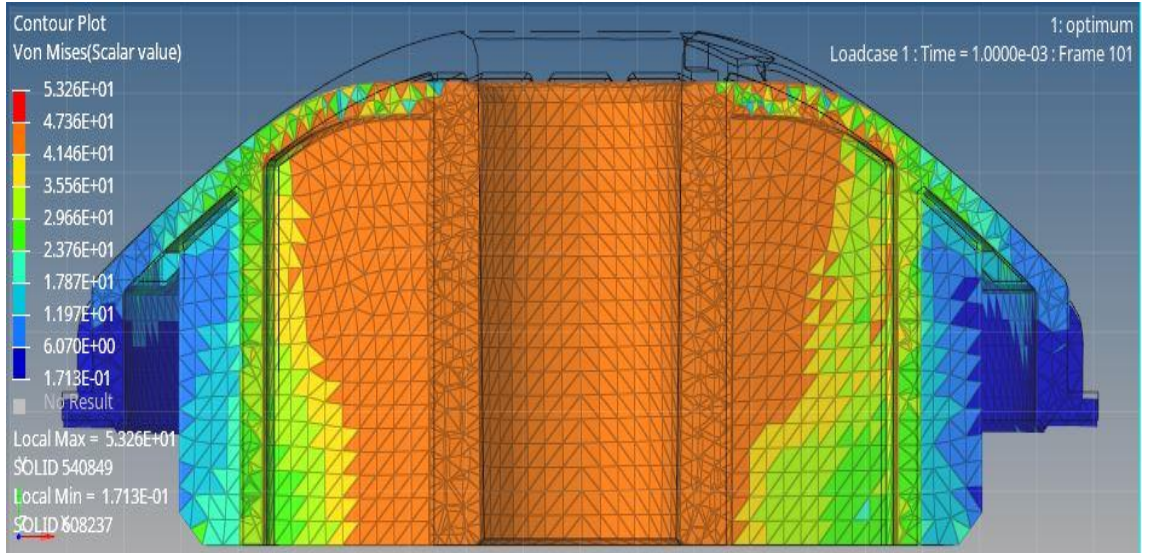 Contour Plot
Von Mises(Scalar value)
5.326E+01
4.736E+01
4.146E+01
3.556E+01
2.966E+01
2.376E+01
1.787E+01
1.197E+01
6.070E+00
1.713E-01
No Result
Local Max = 5.326E+01
SOLID 540849
Local Min = 1.713E-01
SOLID 608237
Y
Z X
1: optimum
Loadcase 1 : Time = 1.0000e-03 : Frame 101